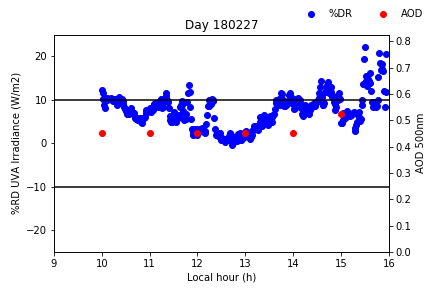 %DR AOD
Day 180227
%RD UVA Irradiance (W/m2)
20
10
0
−10
−20
0.8
0.7
0.6
0.5
0.4
0.3
0.2
0.1
0.0
AOD 500nm
9 10 11 12 13 14 15 16
Local hour (h)